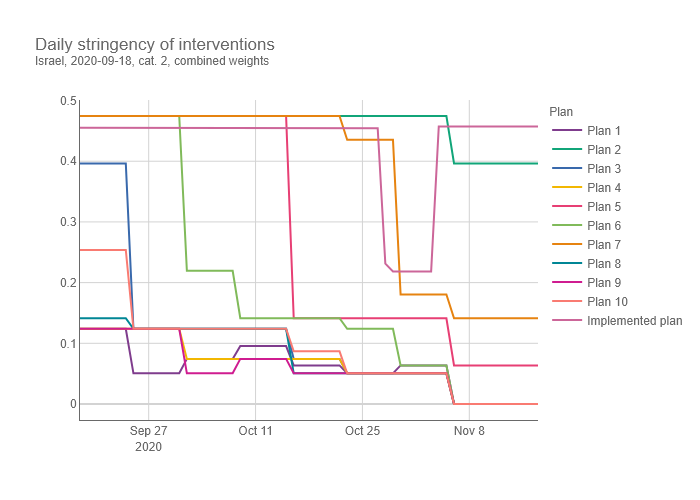 Daily stringency of interventions
Israel, 2020-09-18, cat. 2, combined weights
0.5
0.4
0.3
0.2
0.1
0
Sep 27
2020
Oct 11
Oct 25
Nov 8
Plan
Plan 1
Plan 2
Plan 3
Plan 4
Plan 5
Plan 6
Plan 7
Plan 8
Plan 9
Plan 10
Implemented plan